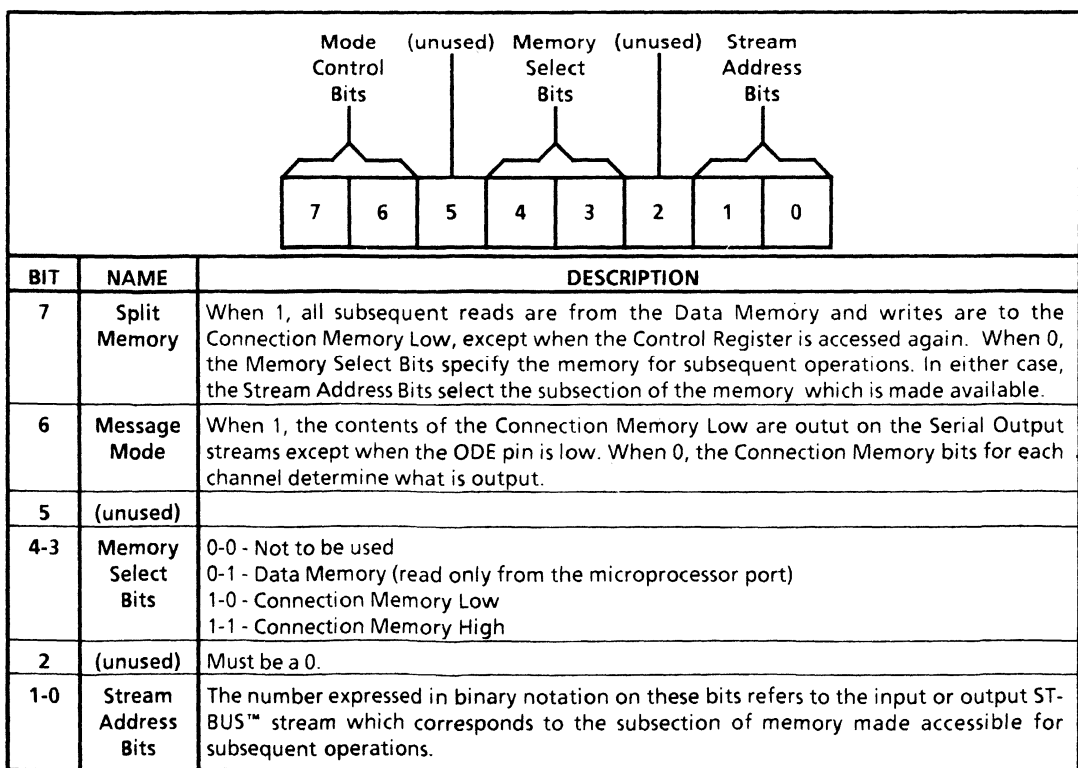 Mode (unused) Memory (unused) Stream
Control Select Address
Bits Bits Bits
7 6 5 4 3 2 1 0
BIT NAME DESCRIPTION
7 Split When 1, all subsequent reads are from the Data Memory and writes are to the
Memory Connection Memory Low, except when the Control Register is accessed again. When 0,
the Memory Select Bits specify the memory for subsequent operations. In either case,
the Stream Address Bits select the subsection of the memory which is made available.
6 Message When 1, the contents of the Connection Memory Low are outut on the Serial Output
Mode streams except when the ODE pin is low. When 0, the Connection Memory bits for each
channel determine what is output.
5 (unused)
4-3 Memory 0-0 - Not to be used
Select 0-1 - Data Memory (read only from the microprocessor port)
Bits 1-0 - Connection Memory Low
1-1 - Connection Memory High
2 (unused) Must be a 0.
1-0 Stream The number expressed in binary notation on these bits refers to the input or output ST-
Address BUS™ stream which corresponds to the subsection of memory made accessible for
Bits subsequent operations.